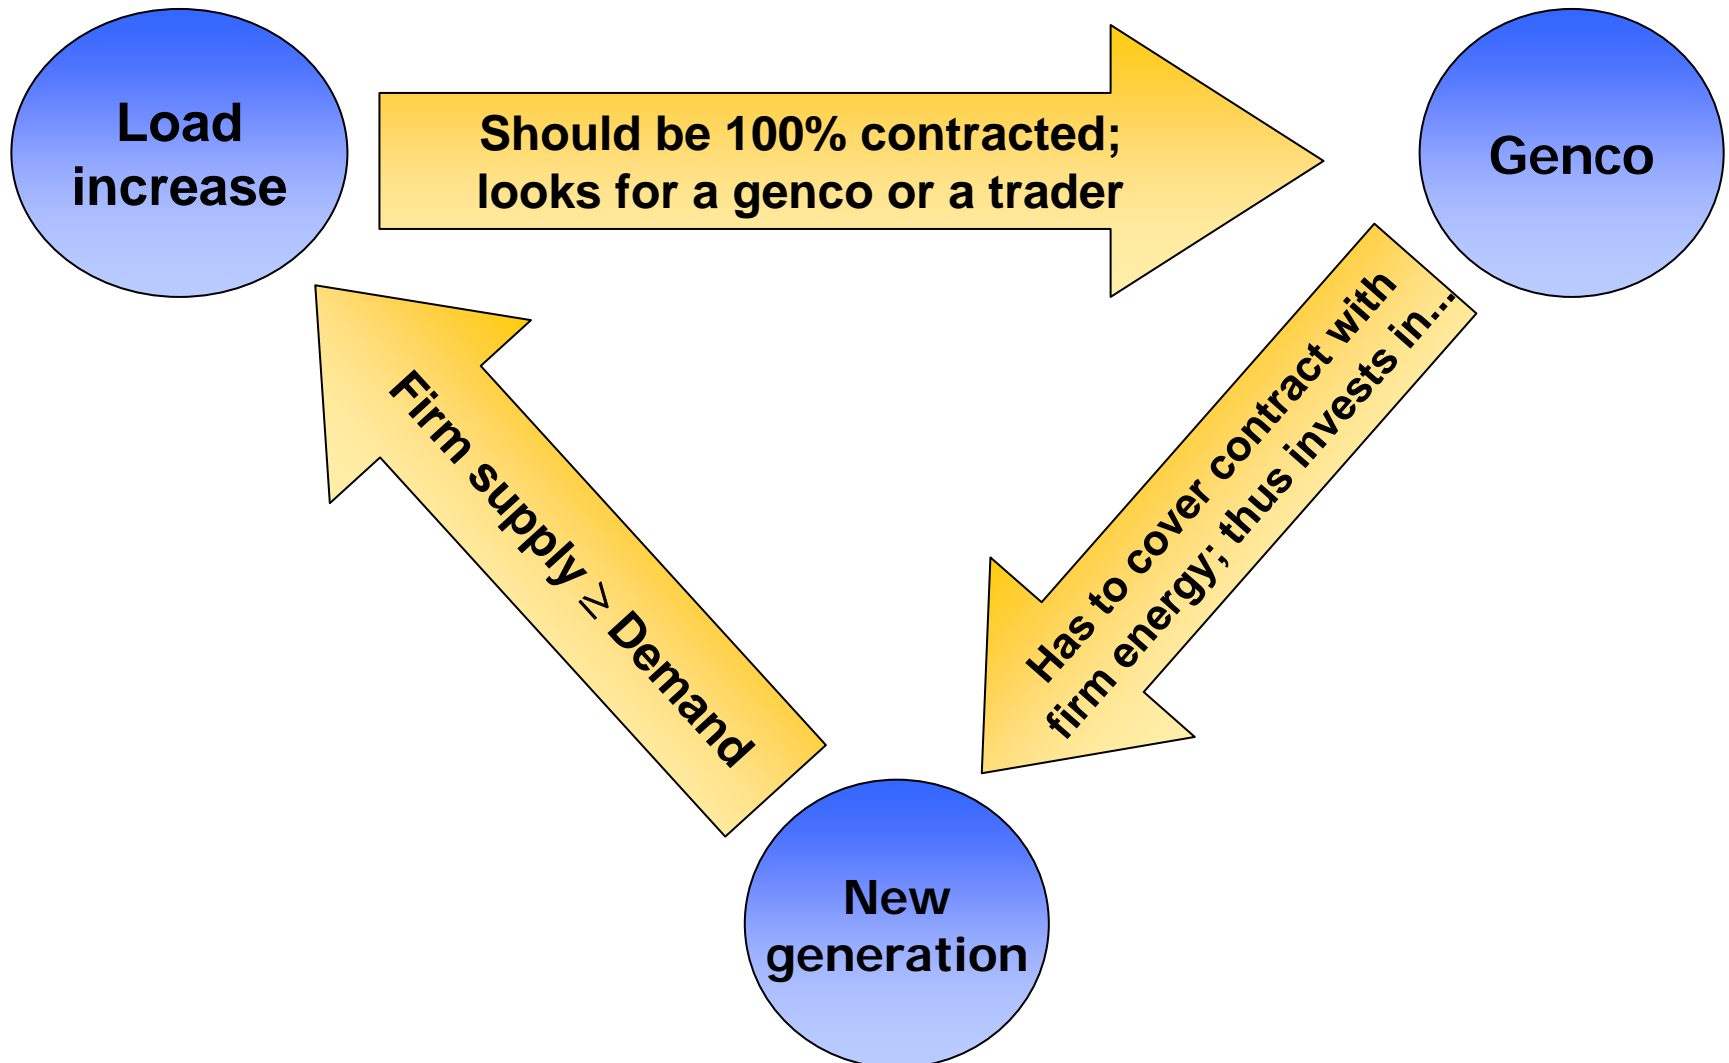 Load
increase
Should be 100% contracted;
looks for a genco or a trader
Genco
Has to cover contract with
firm energy; thus invests in...
New
generation
Firm supply ≥ Demand